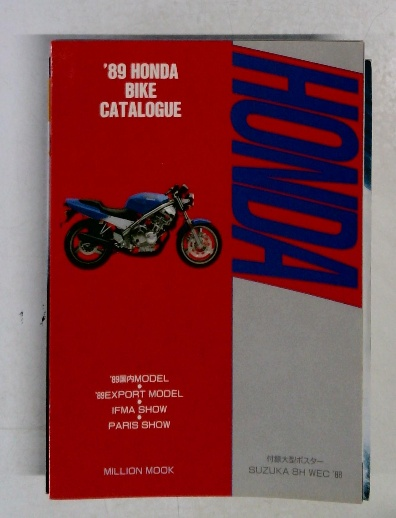 '89 HONDA
BIKE
CATALOGUE
HONDA
'89国内MODEL
'89EXPORT MODEL
IFMA SHOW
PARIS SHOW
MILLION MOOK
付録大型ポスター
SUZUKA 8H WEC '88